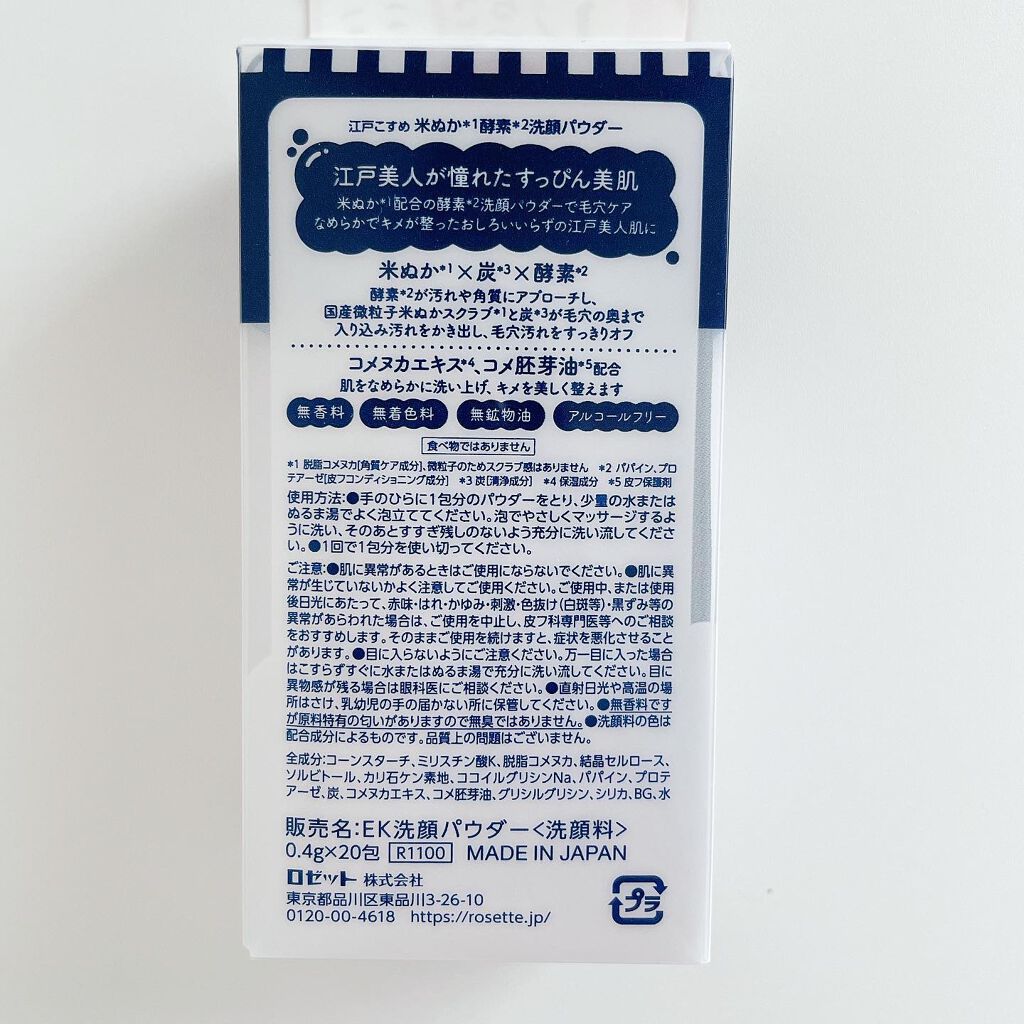 江戸こすめ 米ぬか*1酵素*2洗顔パウダー
江戸美人が憧れたすっぴん美肌
米ぬか*1配合の酵素*2洗顔パウダーで毛穴ケア
なめらかでキメが整ったおしろいいらずの江戸美人肌に
米ぬか*1×炭*3×酵素*2
酵素*2が汚れや角質にアプローチし、
国産微粒子米ぬかスクラブ*1と炭*3が毛穴の奥まで
入り込み汚れをかき出し、毛穴汚れをすっきりオフ
コメヌカエキス*4、コメ胚芽油*5配合
肌をなめらかに洗い上げ、キメを美しく整えます
無香料 無着色料 無鉱物油 アルコールフリー
食べ物ではありません
*1 脱脂コメヌカ[角質ケア成分]、微粒子のためスクラブ感はありません *2 パパイン、プロ
テアーゼ[皮フコンディショニング成分] *3 炭[清浄成分] *4 保湿成分 *5 皮フ保護剤
使用方法:●手のひらに1包分のパウダーをとり、少量の水または
ぬるま湯でよく泡立ててください。泡でやさしくマッサージするよ
うに洗い、そのあとすすぎ残しのないよう充分に洗い流してくださ
い。●1回で1包分を使い切ってください。
ご注意:●肌に異常があるときはご使用にならないでください。●肌に異
常が生じていないかよく注意してご使用ください。ご使用中、または使用
後日光にあたって、赤味・はれ・かゆみ・刺激・色抜け(白斑等)・黒ずみ等の
異常があらわれた場合は、ご使用を中止し、皮フ科専門医等へのご相談
をおすすめします。そのままご使用を続けますと、症状を悪化させること
があります。●目に入らないようにご注意ください。万一目に入った場合
はこすらずすぐに水またはぬるま湯で充分に洗い流してください。目に
異物感が残る場合は眼科医にご相談ください。●直射日光や高温の場
所はさけ、乳幼児の手の届かない所に保管してください。●無香料です
が原料特有の匂いがありますので無臭ではありません。●洗顔料の色は
配合成分によるものです。品質上の問題はございません。
全成分:コーンスターチ、ミリスチン酸K、脱脂コメヌカ、結晶セルロース、
ソルビトール、カリ石ケン素地、ココイルグリシンNa、パパイン、プロテ
アーゼ、炭、コメヌカエキス、コメ胚芽油、グリシルグリシン、シリカ、BG、水
販売名:EK洗顔パウダー<洗顔料>
0.4g×20包 R1100 MADE IN JAPAN
ロゼット 株式会社
東京都品川区東品川3-26-10
0120-00-4618 https://rosette.jp/
プラ